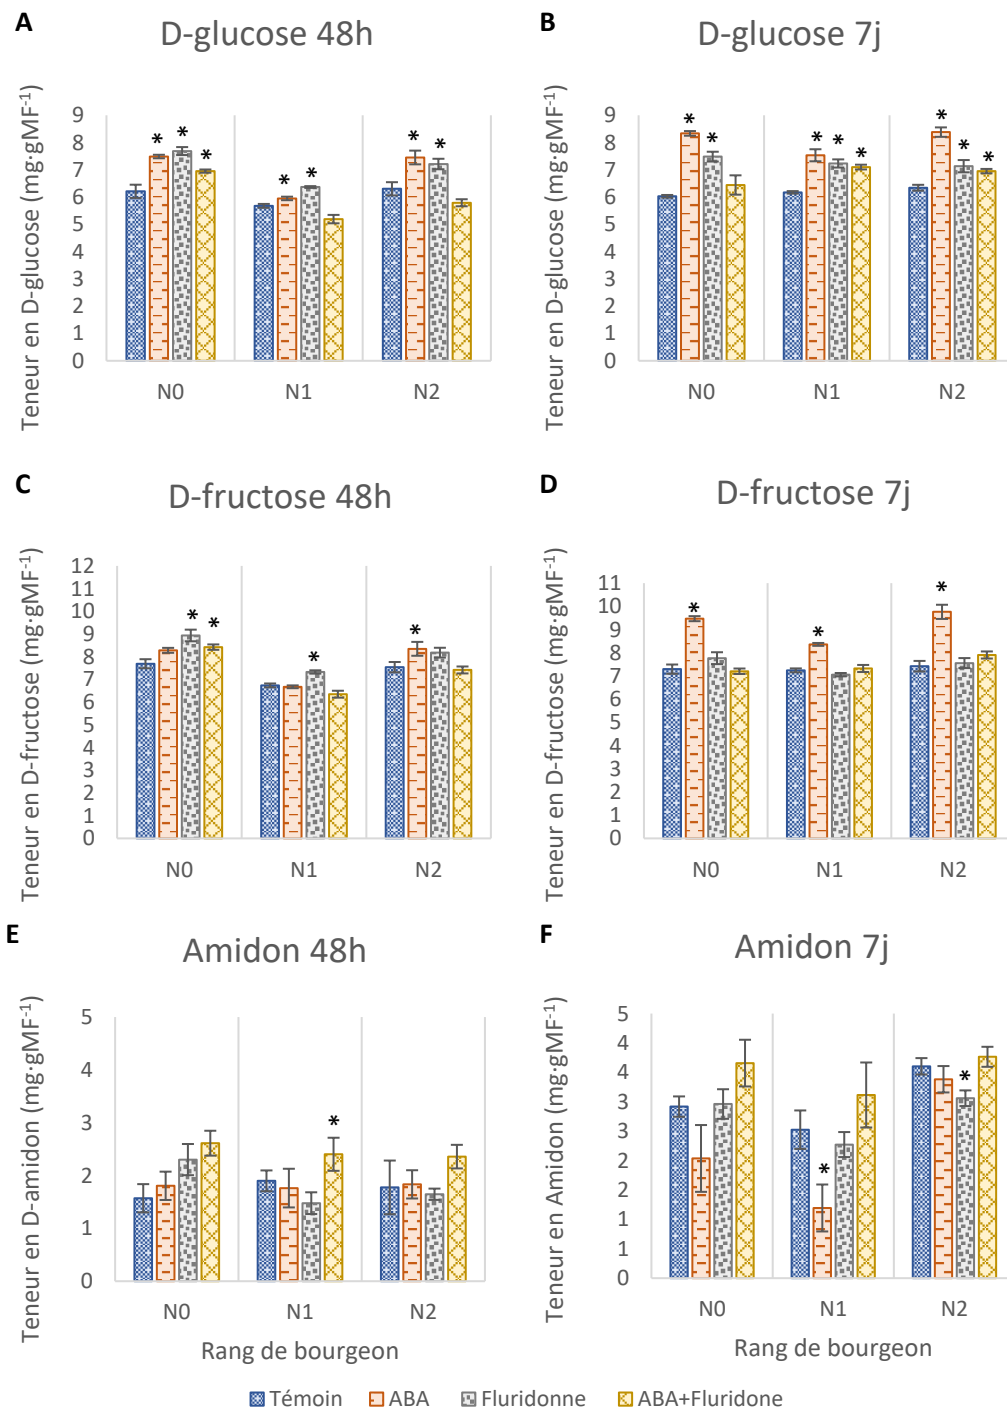 A
D-glucose 48h
Teneur en D-glucose (mg·gMF-1)
9
8
7
6
5
4
3
2
1
0
* * *
* *
* *
N0 N1 N2
B
D-glucose 7j
Teneur en D-glucose (mg·gMF-1)
9
8
7
6
5
4
3
2
1
0
* *
* * *
* * *
N0 N1 N2
C
D-fructose 48h
Teneur en D-fructose (mg·gMF-1)
12
11
10
9
8
7
6
5
4
3
2
1
0
* *
*
*
N0 N1 N2
D
D-fructose 7j
Teneur en D-fructose (mg·gMF-1)
11
10
9
8
7
6
5
4
3
2
1
0
*
*
*
N0 N1 N2
E
Amidon 48h
Teneur en D-amidon (mg·gMF-1)
5
4
3
2
1
0
*
N0 N1 N2
Rang de bourgeon
F
Amidon 7j
Teneur en Amidon (mg·gMF-1)
5
4
4
3
3
2
2
1
1
0
*
*
N0 N1 N2
Rang de bourgeon
Témoin ABA Fluridonne ABA+Fluridone